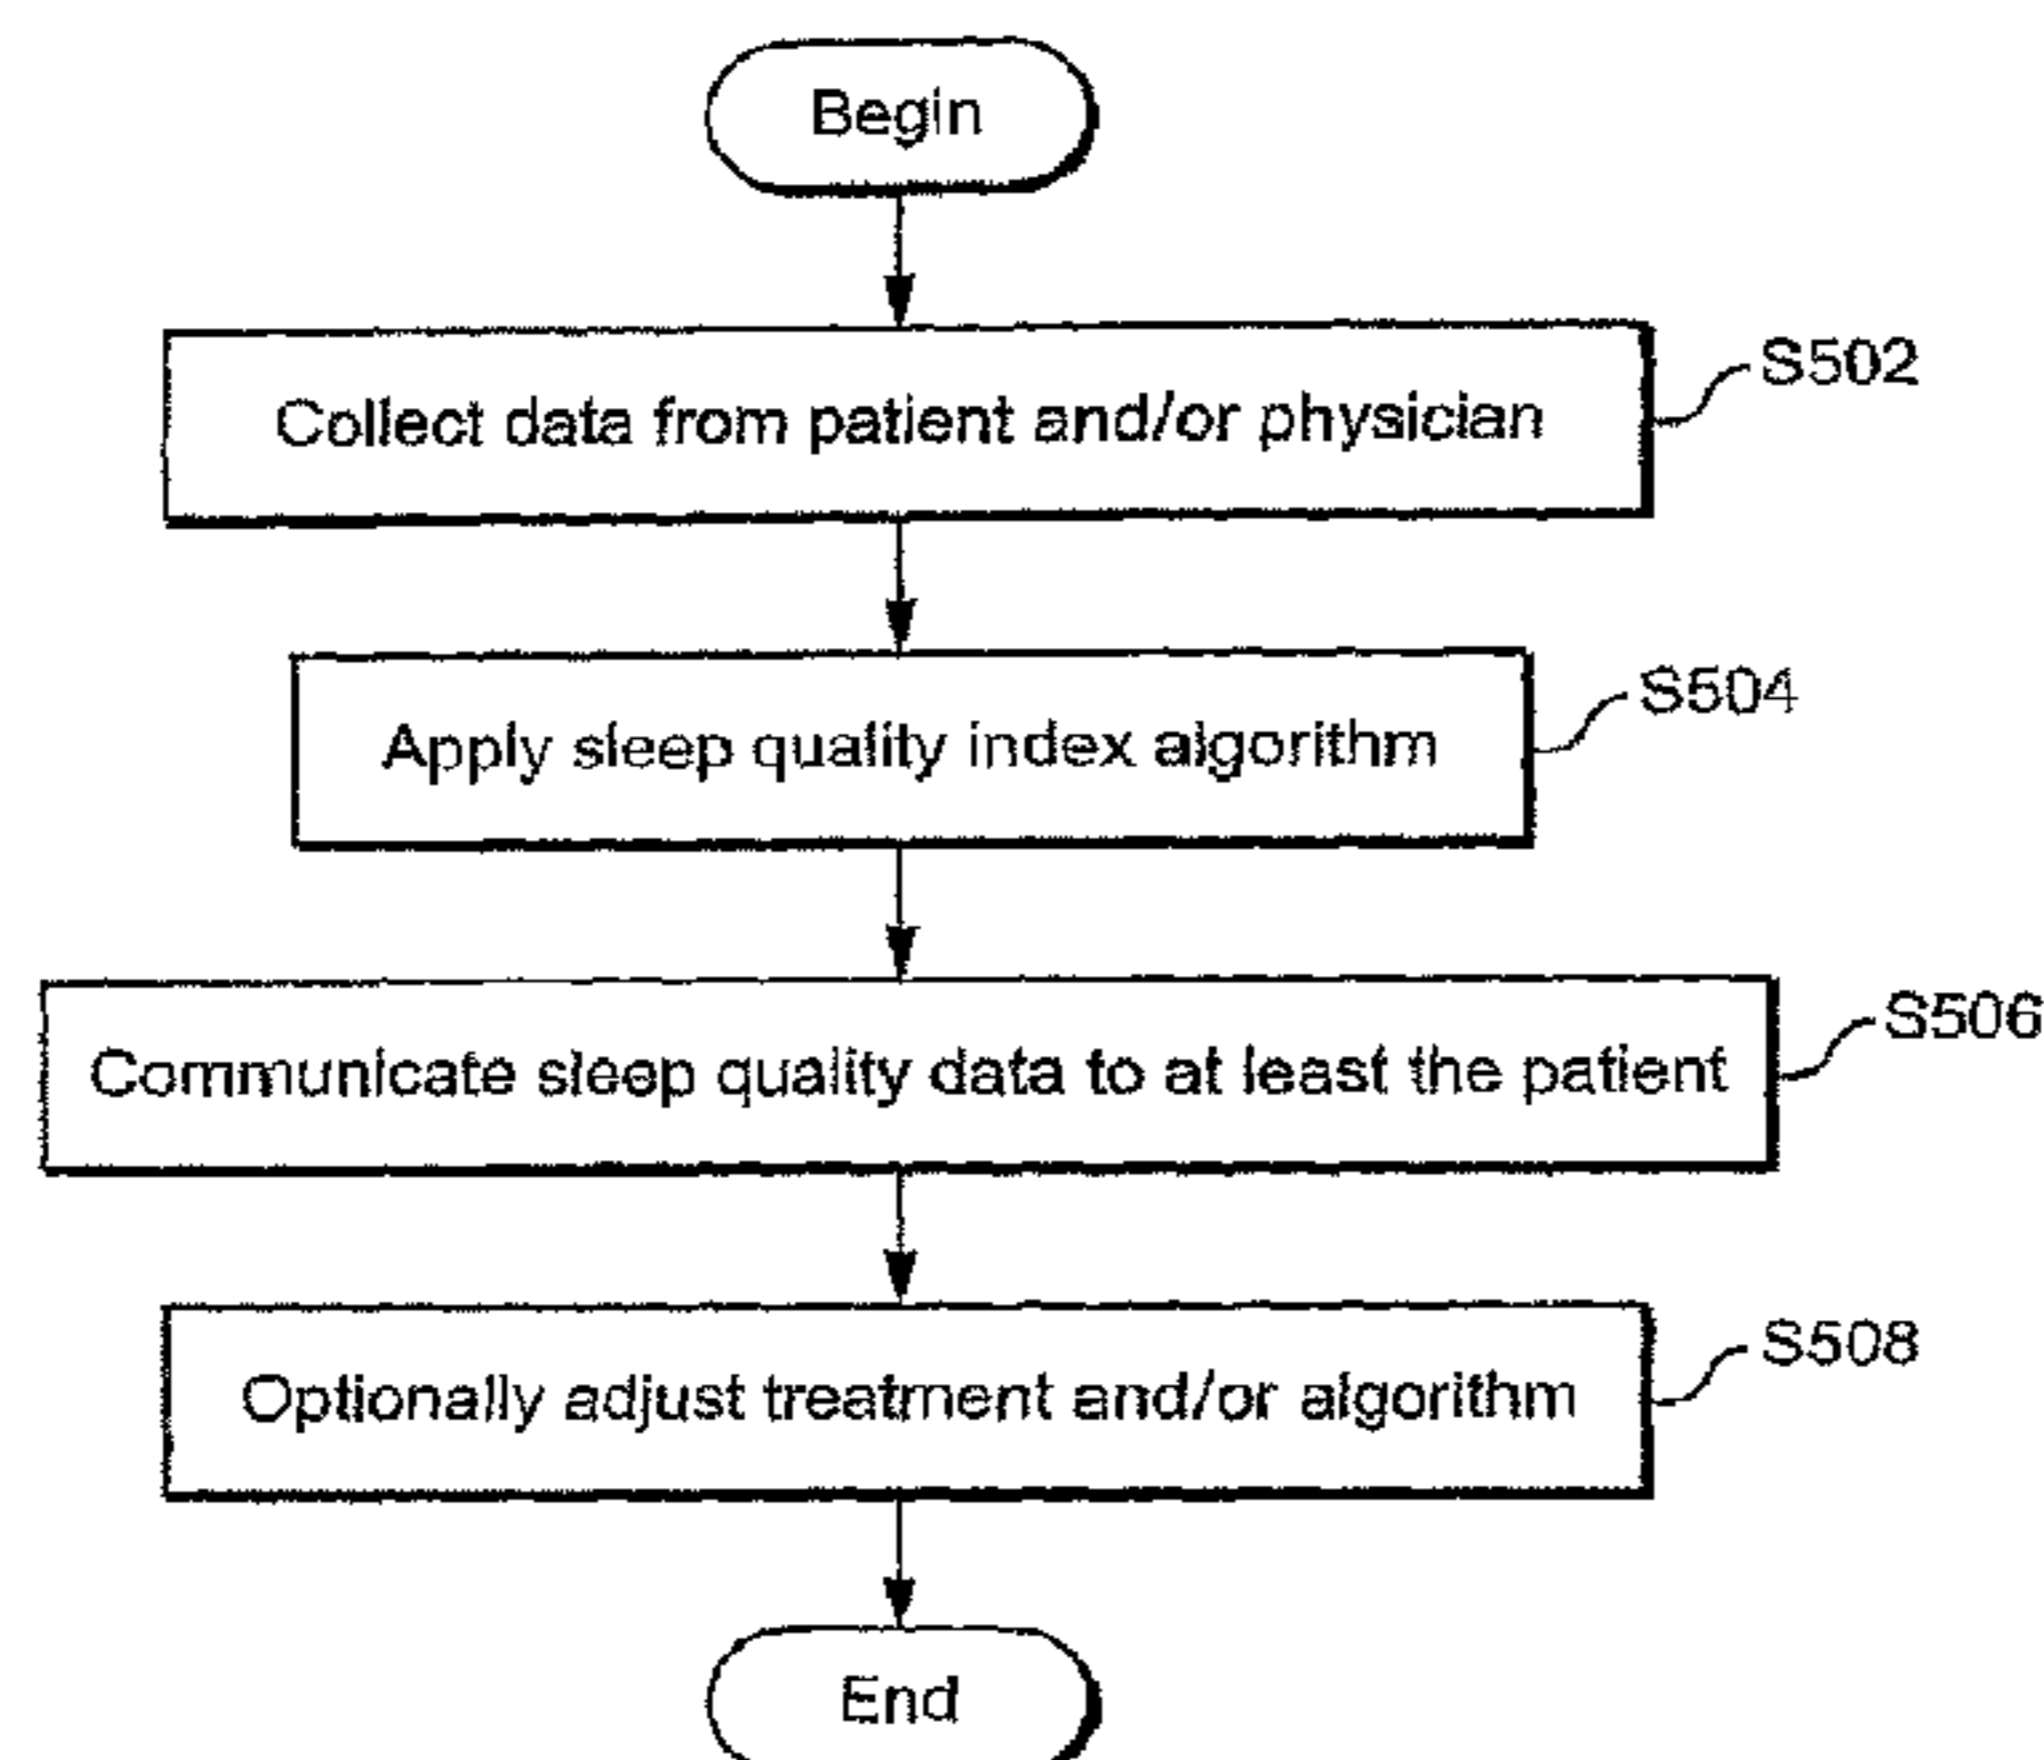 Begin
Collect data from patient and/or physician
S502
Apply sleep quality index algorithm
S504
Communicate sleep quality data to at least the patient
S506
Optionally adjust treatment and/or algorithm
S508
End